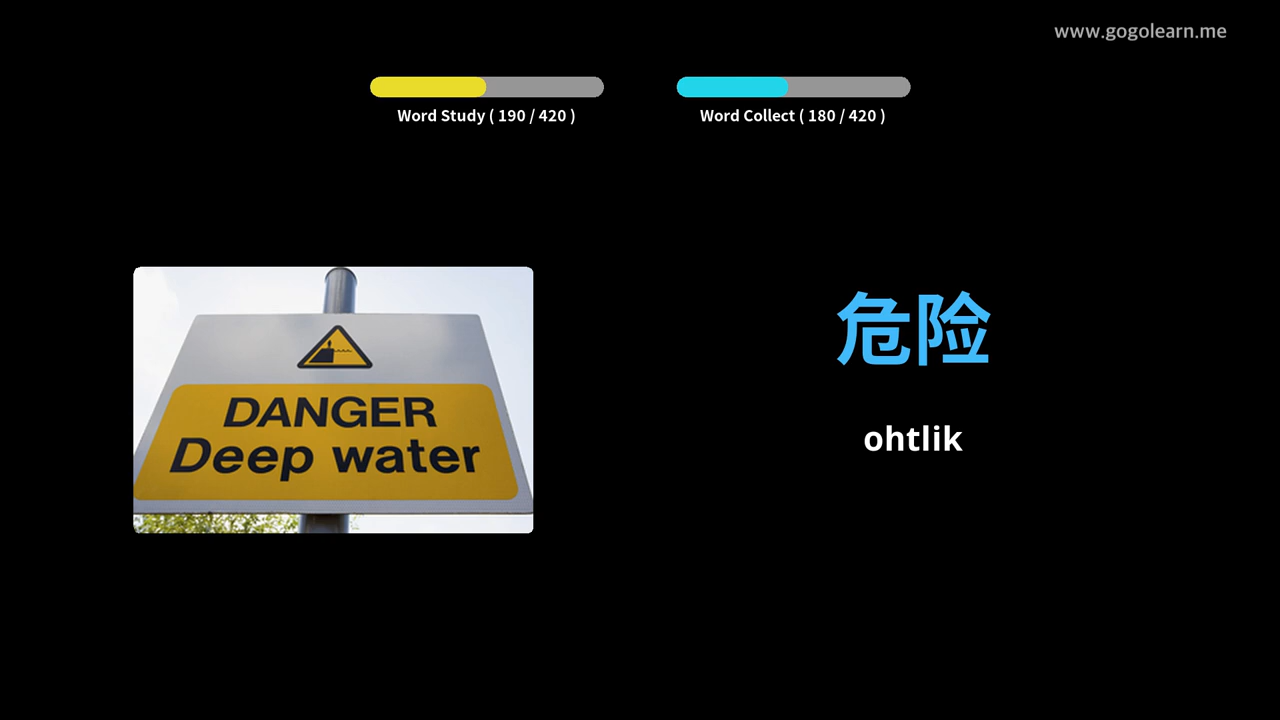 www.gogolearn.me
Word Study ( 190 / 420 )
Word Collect ( 180 / 420 )
DANGER
Deep water
危险
ohtlik